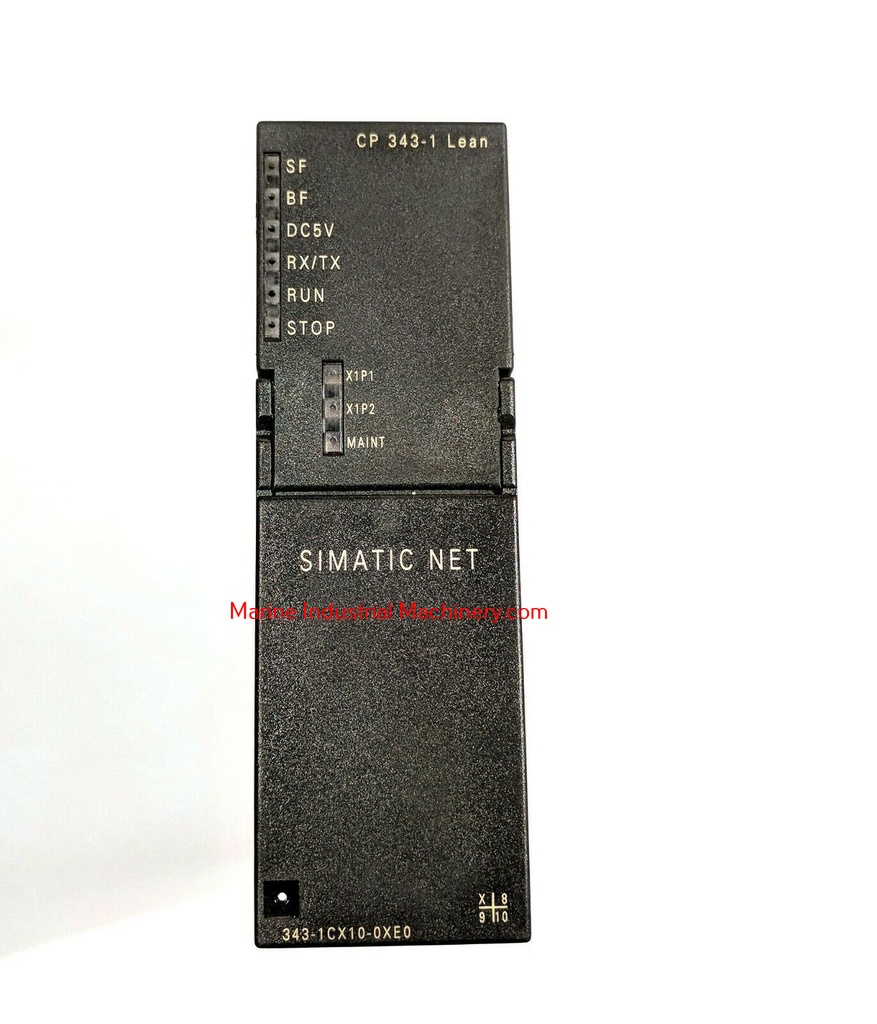 CP 343-1 Lean
SF
BF
DC5V
RX/TX
RUN
STOP
X1P1
X1P2
MAINT
SIMATIC NET
Marine Industrial Machinery.com
X 8
9 10
343-1CX10-0XE0